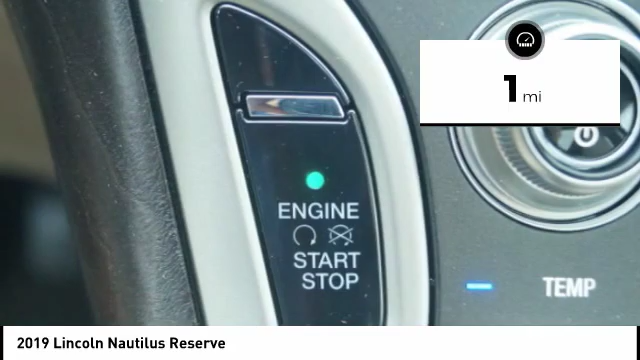 1 mi
ENGINE
START
STOP
TEMP
2019 Lincoln Nautilus Reserve